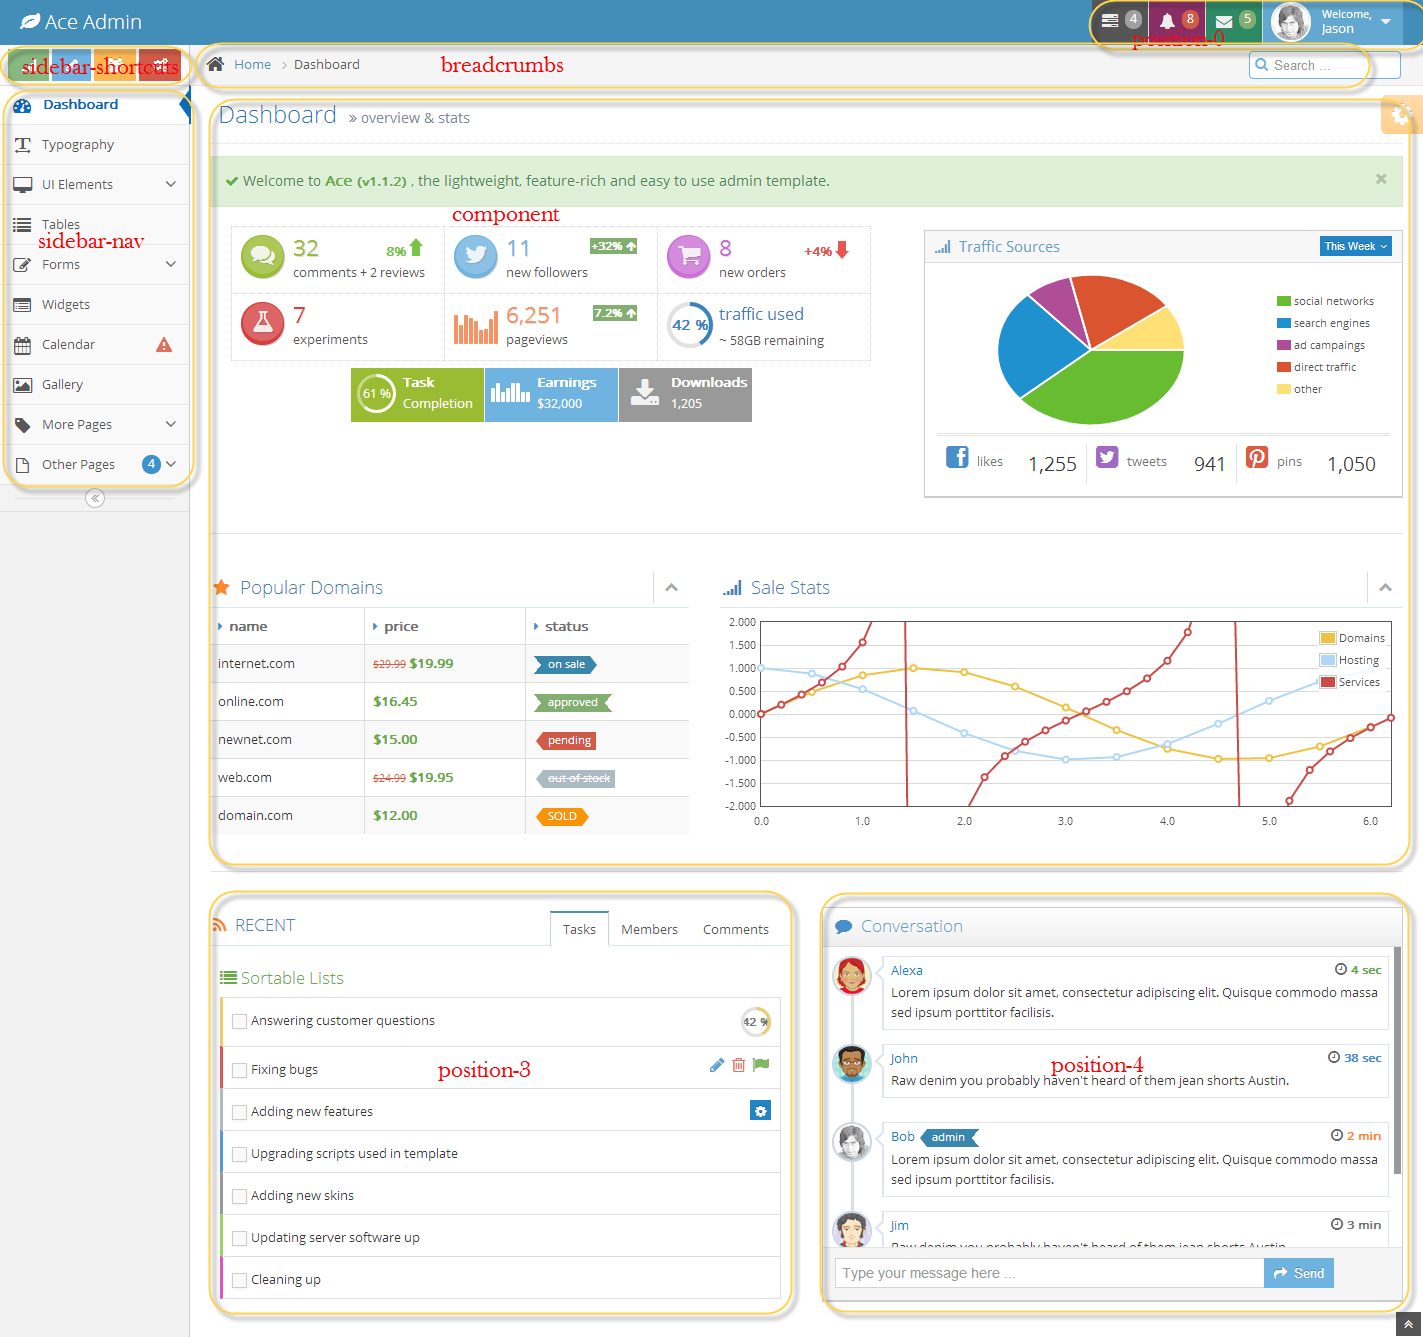 Ace Admin
4
8
5
Welcome,
Jason
position-0
sidebar-shortcuts
Home
Dashboard
breadcrumbs
Search ...
Dashboard
Typography
UI Elements
Tables
sidebar-nav
Forms
Widgets
Calendar
Gallery
More Pages
Other Pages 4
Dashboard » overview & stats
Welcome to Ace (v1.1.2) , the lightweight, feature-rich and easy to use admin template. ×
component
32 8%
comments + 2 reviews
11 +32%
new followers
8 +4%
new orders
7
experiments
6,251 7.2%
pageviews
42 %
traffic used
~ 58GB remaining
61 %
Task
Completion
Earnings
$32,000
Downloads
1,205
Traffic Sources
This Week
social networks
search engines
ad campaings
direct traffic
other
likes 1,255
tweets 941
pins 1,050
Popular Domains
name price status
internet.com $29.99 $19.99 on sale
online.com $16.45 approved
newnet.com $15.00 pending
web.com $24.99 $19.95 out of stock
domain.com $12.00 SOLD
Sale Stats
2.000
1.500
1.000
0.500
0.000
-0.500
-1.000
-1.500
-2.000
0.0 1.0 2.0 3.0 4.0 5.0 6.0
Domains
Hosting
Services
RECENT
Tasks Members Comments
Sortable Lists
Answering customer questions 42 %
Fixing bugs
position-3
Adding new features
Upgrading scripts used in template
Adding new skins
Updating server software up
Cleaning up
Conversation
Alexa 4 sec
Lorem ipsum dolor sit amet, consectetur adipiscing elit. Quisque commodo massa
sed ipsum porttitor facilisis.
John 38 sec
position-4
Raw denim you probably haven't heard of them jean shorts Austin.
Bob admin 2 min
Lorem ipsum dolor sit amet, consectetur adipiscing elit. Quisque commodo massa
sed ipsum porttitor facilisis.
Jim 3 min
Raw denim you probably haven't heard of them jean shorts Austin.
Type your message here ...
Send